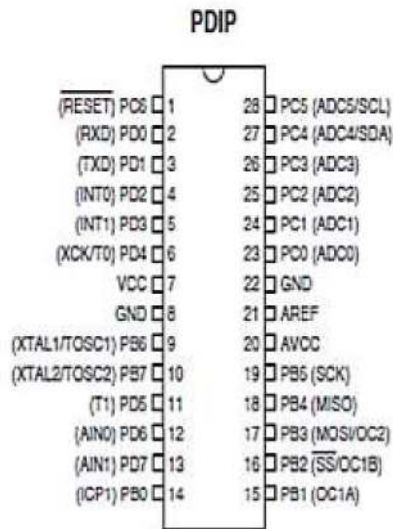 PDIP
(RESET) PC6 1 28 PC5 (ADC5/SCL)
(RXD) PD0 2 27 PC4 (ADC4/SDA)
(TXD) PD1 3 26 PC3 (ADC3)
(INT0) PD2 4 25 PC2 (ADC2)
(INT1) PD3 5 24 PC1 (ADC1)
(XCK/T0) PD4 6 23 PC0 (ADC0)
VCC 7 22 GND
GND 8 21 AREF
(XTAL1/TOSC1) PB6 9 20 AVCC
(XTAL2/TOSC2) PB7 10 19 PB5 (SCK)
(T1) PD5 11 18 PB4 (MISO)
(AIN0) PD6 12 17 PB3 (MOSI/OC2)
(AIN1) PD7 13 16 PB2 (SS/OC1B)
(ICP1) PB0 14 15 PB1 (OC1A)